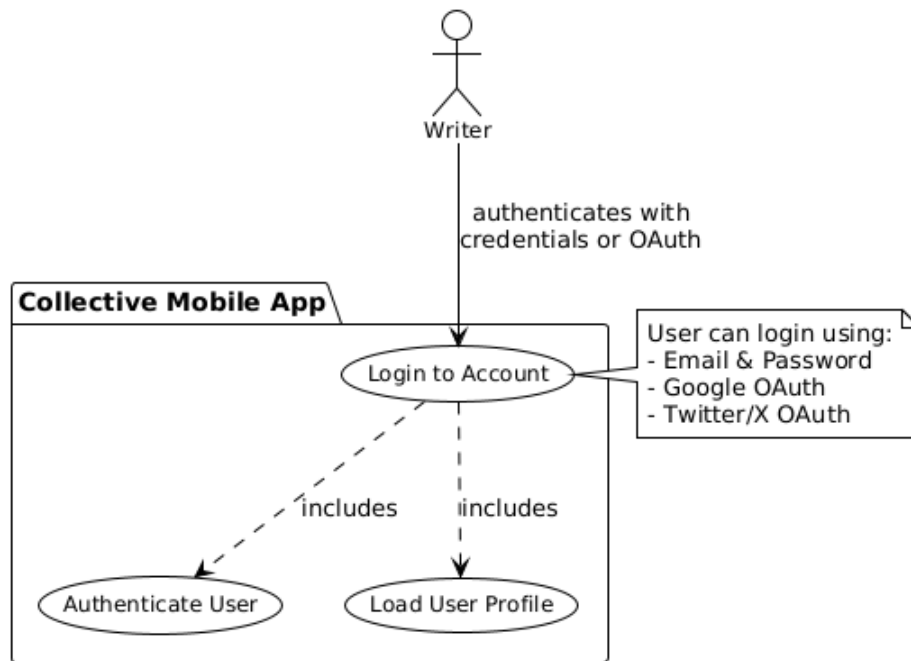 Writer
authenticates with
credentials or OAuth
Collective Mobile App
User can login using:
- Email & Password
- Google OAuth
- Twitter/X OAuth
Login to Account
includes
includes
Authenticate User
Load User Profile